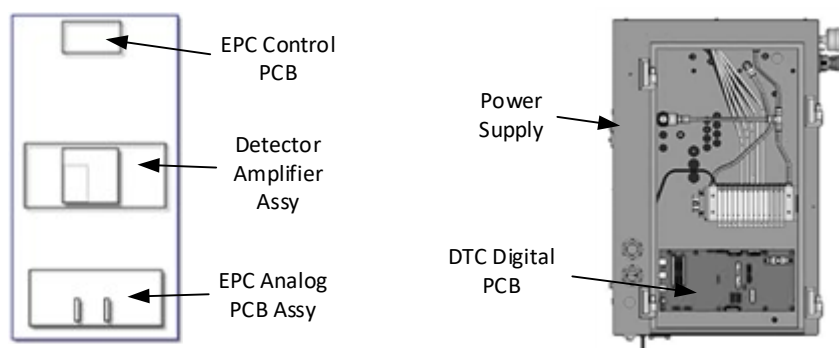 EPC Control
PCB
Detector
Amplifier
Assy
EPC Analog
PCB Assy
Power
Supply
DTC Digital
PCB